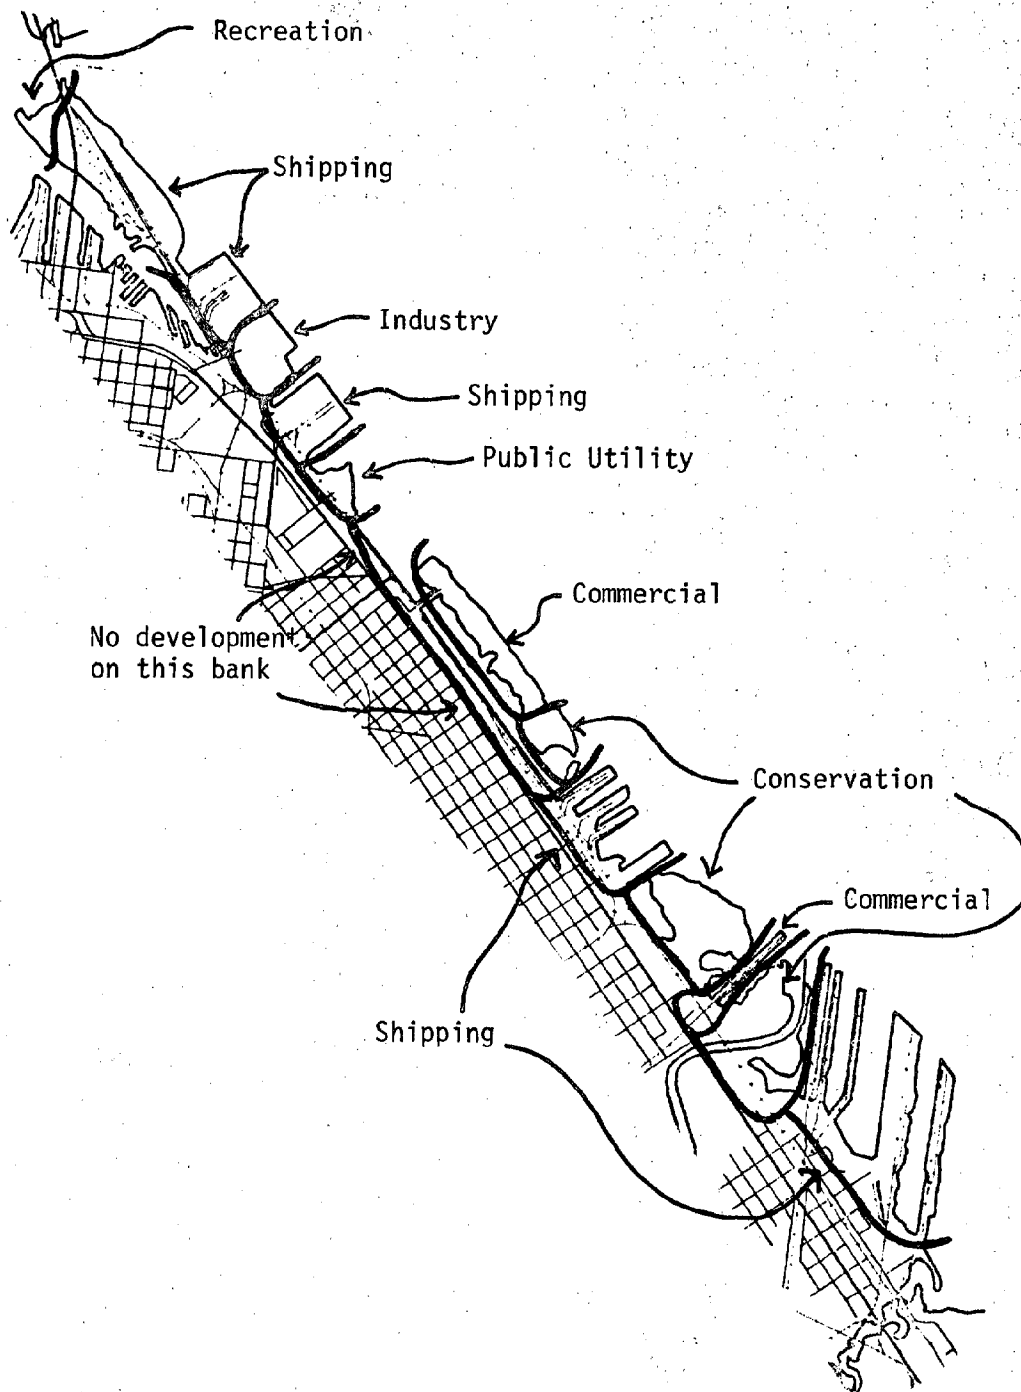 Recreation
Shipping
Industry
Shipping
Public Utility
Commercial
No development
on this bank
Conservation
Commercial
Shipping